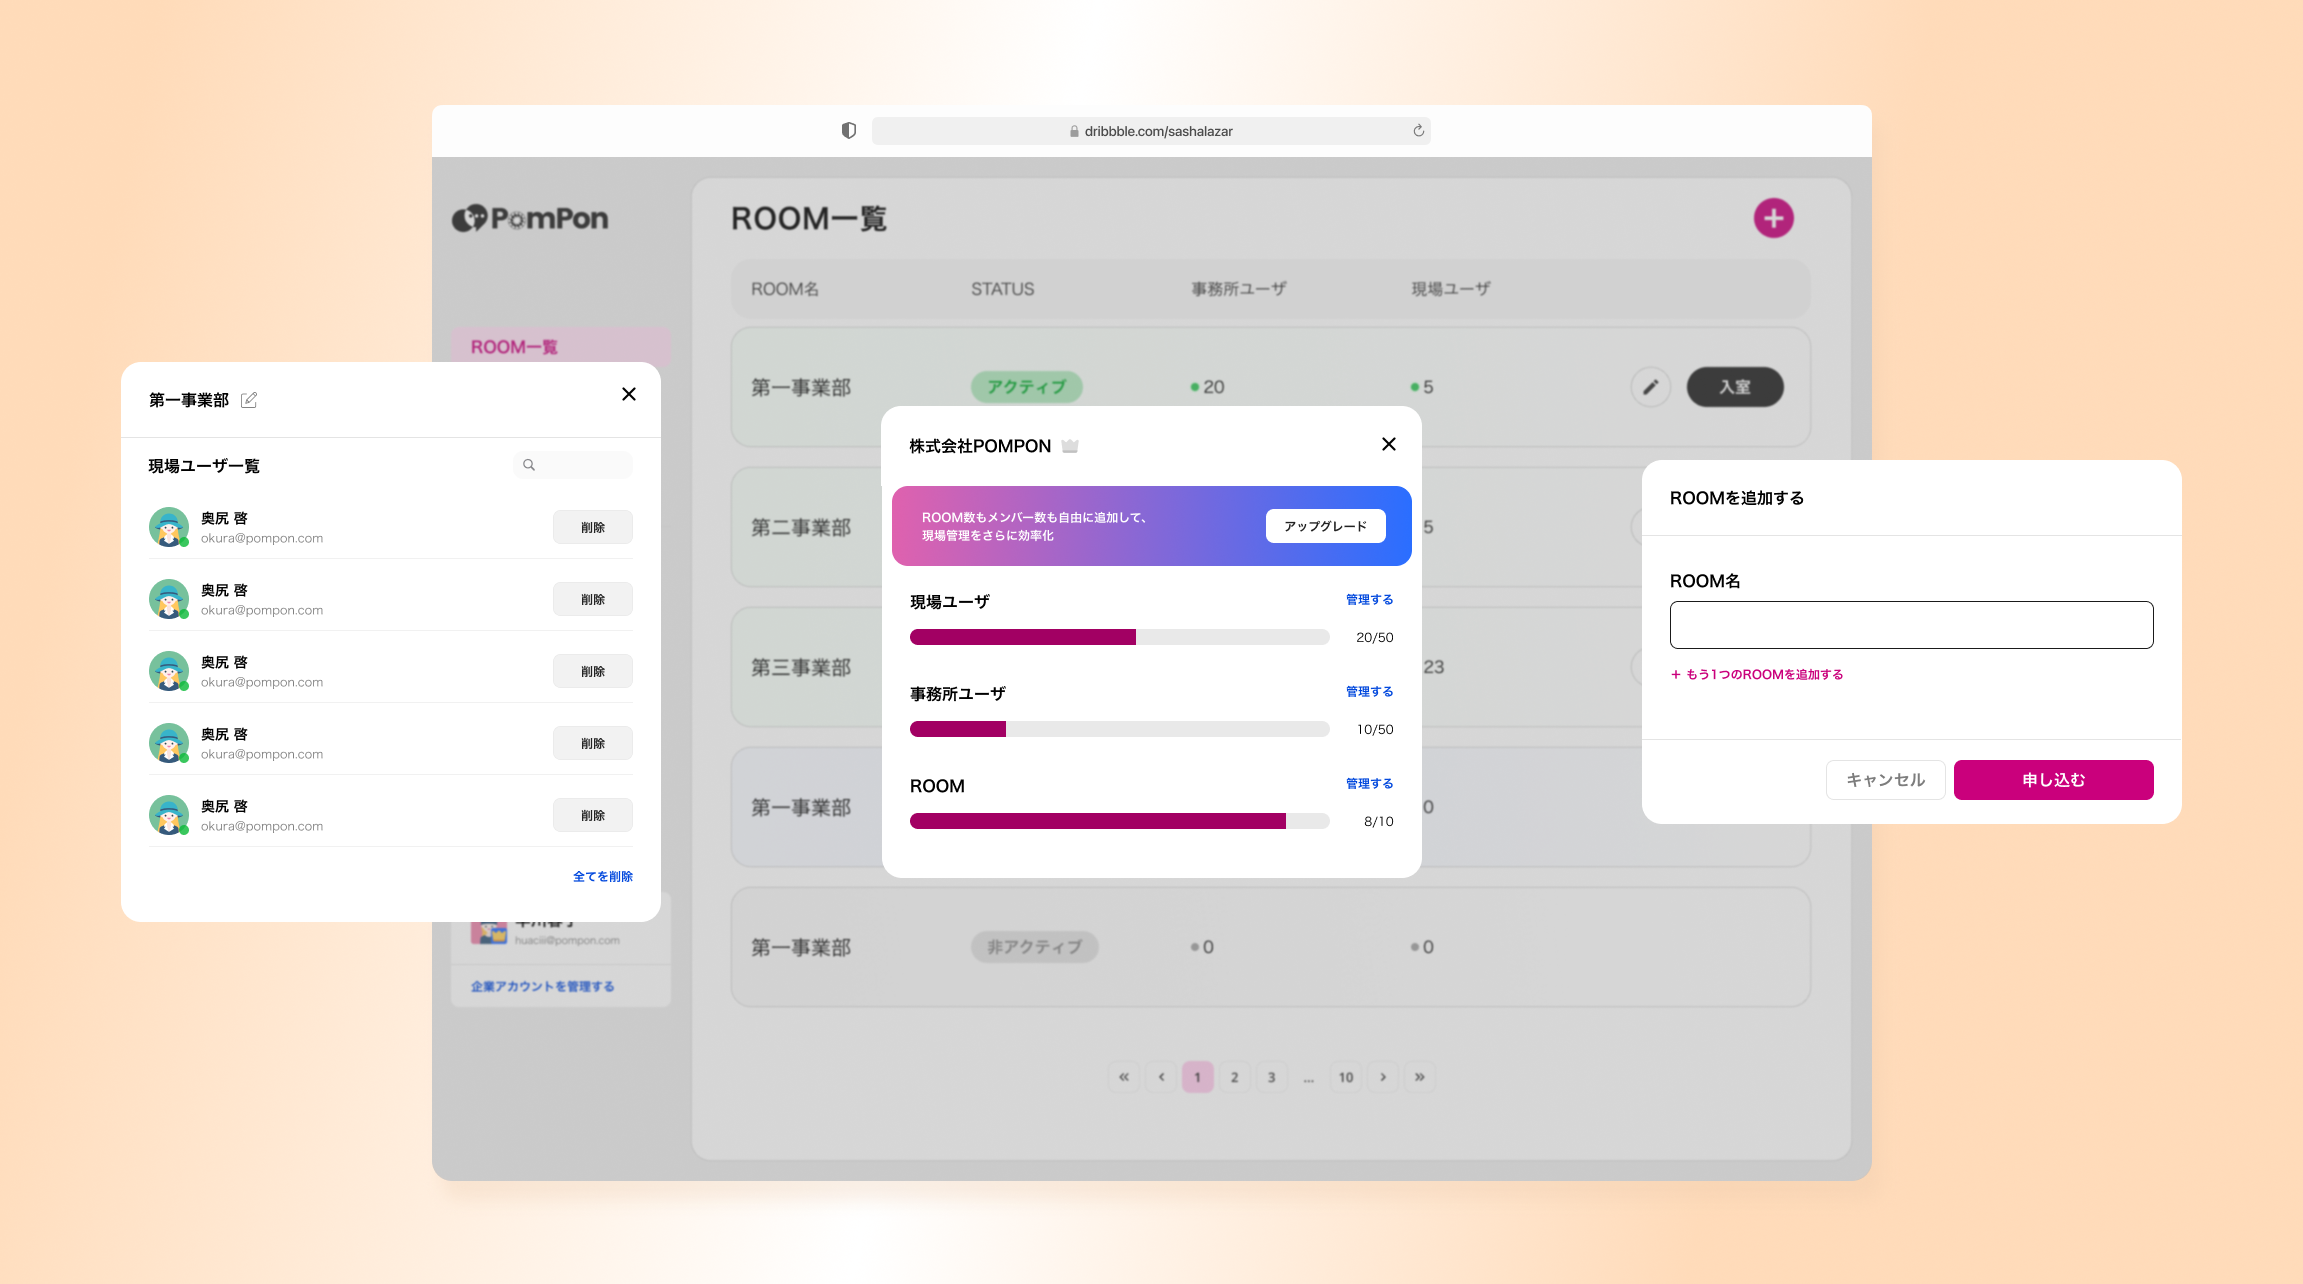 dribbble.com/sashalazar
PomPon
ROOM一覧
ROOM一覧
ROOM名 STATUS 事務所ユーザ 現場ユーザ
第一事業部 アクティブ 20 5 入室
第二事業部 5
第三事業部 23
第一事業部 0
第一事業部 非アクティブ 0 0
huaciii@pompon.com
企業アカウントを管理する
« ‹ 1 2 3 ... 10 › »
第一事業部
現場ユーザ一覧
奥尻 啓
okura@pompon.com
削除
奥尻 啓
okura@pompon.com
削除
奥尻 啓
okura@pompon.com
削除
奥尻 啓
okura@pompon.com
削除
奥尻 啓
okura@pompon.com
削除
全てを削除
株式会社POMPON
ROOM数もメンバー数も自由に追加して、
現場管理をさらに効率化
アップグレード
現場ユーザ 管理する
20/50
事務所ユーザ 管理する
10/50
ROOM 管理する
8/10
ROOMを追加する
ROOM名
+ もう1つのROOMを追加する
キャンセル 申し込む